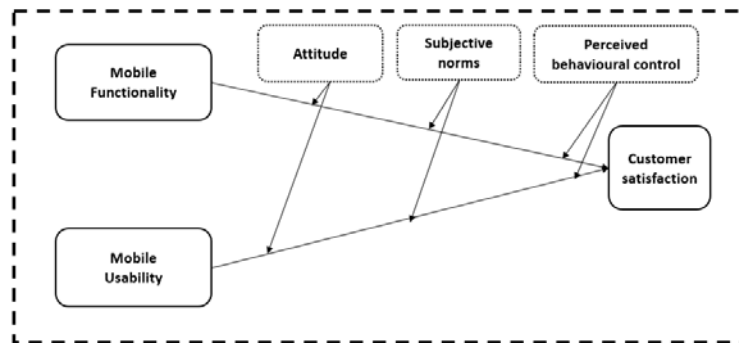 Mobile
Functionality
Attitude
Subjective
norms
Perceived
behavioural control
Customer
satisfaction
Mobile
Usability